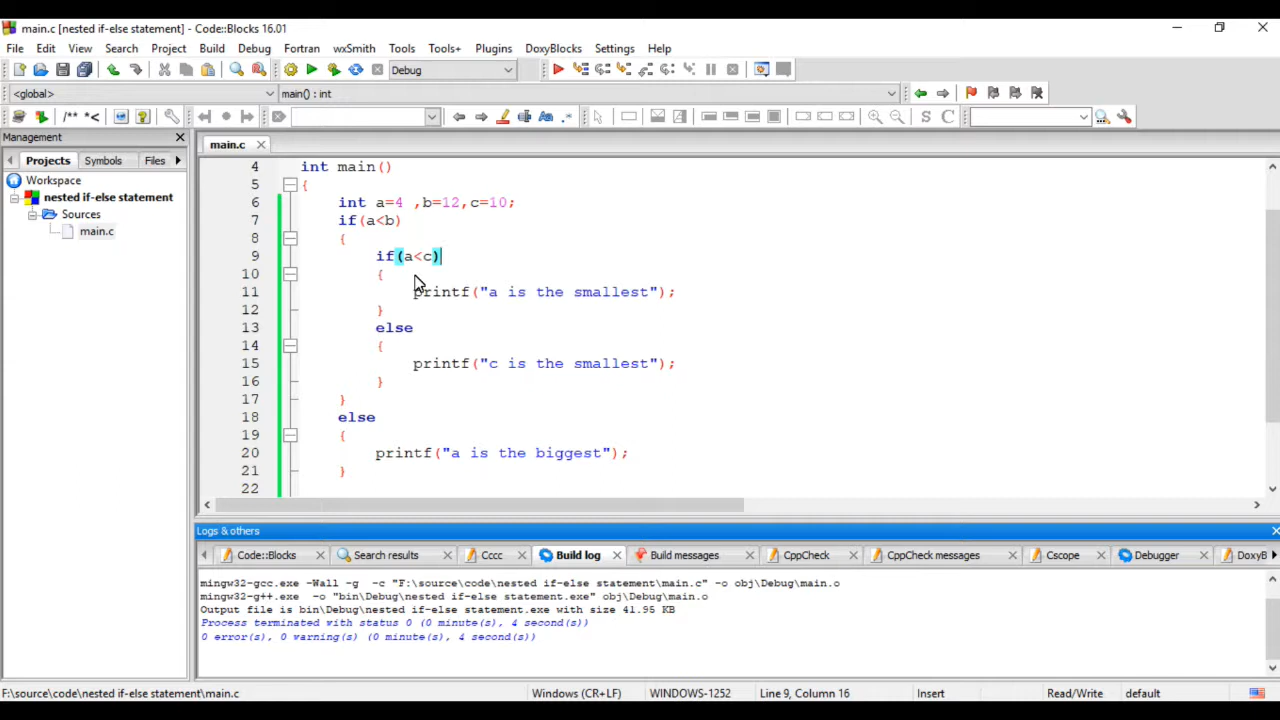 main.c [nested if-else statement] - Code::Blocks 16.01
File Edit View Search Project Build Debug Fortran wxSmith Tools Tools+ Plugins DoxyBlocks Settings Help
Debug
<global> main() : int
/** *<
Management
main.c
Projects Symbols Files
Workspace
nested if-else statement
Sources
main.c
4 int main()
5 {
6 int a=4 ,b=12,c=10;
7 if(a<b)
8 {
9 if(a<c)
10 {
11 printf("a is the smallest");
12 }
13 else
14 {
15 printf("c is the smallest");
16 }
17 }
18 else
19 {
20 printf("a is the biggest");
21 }
22
Logs & others
Code::Blocks Search results Cccc Build log Build messages CppCheck CppCheck messages Cscope Debugger DoxyB
mingw32-gcc.exe -Wall -g -c "F:\source\code\nested if-else statement\main.c" -o obj\Debug\main.o
mingw32-g++.exe -o "bin\Debug\nested if-else statement.exe" obj\Debug\main.o
Output file is bin\Debug\nested if-else statement.exe with size 41.95 KB
Process terminated with status 0 (0 minute(s), 4 second(s))
0 error(s), 0 warning(s) (0 minute(s), 4 second(s))
F:\source\code\nested if-else statement\main.c Windows (CR+LF) WINDOWS-1252 Line 9, Column 16 Insert Read/Write default